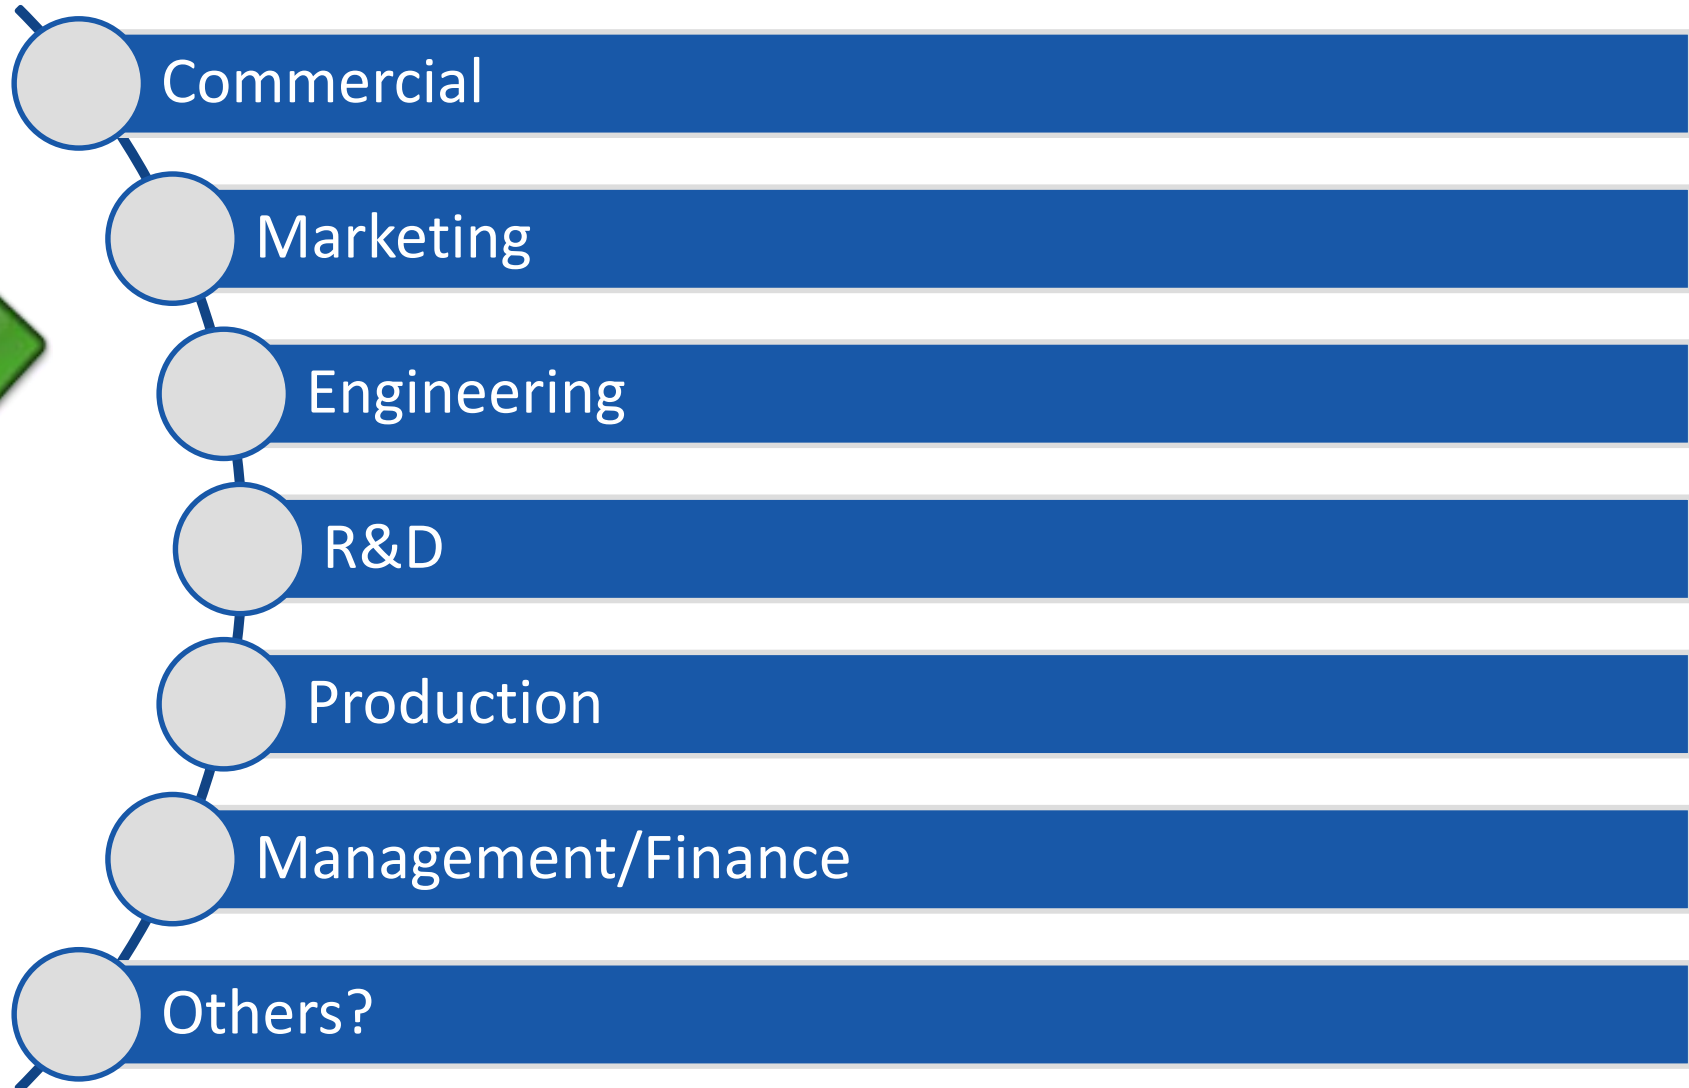 Commercial
Marketing
Engineering
R&D
Production
Management/Finance
Others?